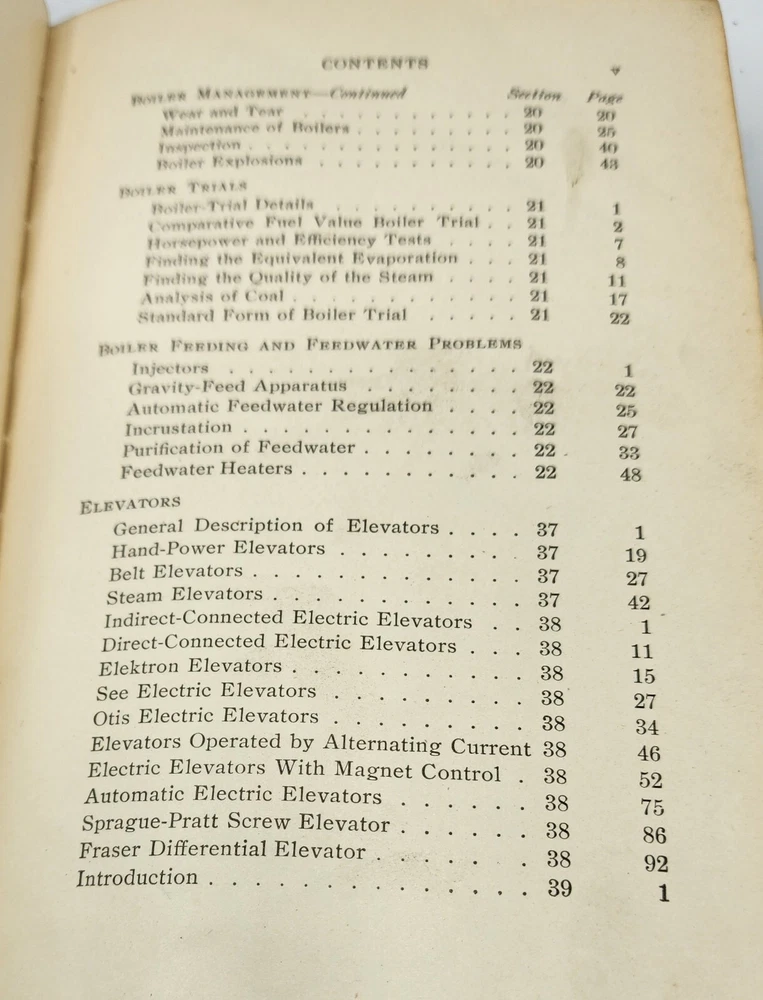 CONTENTS v
BOILER MANAGEMENT—Continued Section Page
Wear and Tear . . . . . . . . . . . 20 20
Maintenance of Boilers . . . . . . . . 20 25
Inspection . . . . . . . . . . . . . 20 40
Boiler Explosions . . . . . . . . . . 20 43
BOILER TRIALS
Boiler-Trial Details . . . . . . . . . 21 1
Comparative Fuel Value Boiler Trial . . 21 2
Horsepower and Efficiency Tests . . . . 21 7
Finding the Equivalent Evaporation . . . 21 8
Finding the Quality of the Steam . . . . 21 11
Analysis of Coal . . . . . . . . . . . 21 17
Standard Form of Boiler Trial . . . . . 21 22
BOILER FEEDING AND FEEDWATER PROBLEMS
Injectors . . . . . . . . . . . . . . 22 1
Gravity-Feed Apparatus . . . . . . . 22 22
Automatic Feedwater Regulation . . . . 22 25
Incrustation . . . . . . . . . . . . . 22 27
Purification of Feedwater . . . . . . . 22 33
Feedwater Heaters . . . . . . . . . . 22 48
ELEVATORS
General Description of Elevators . . . . 37 1
Hand-Power Elevators . . . . . . . . 37 19
Belt Elevators . . . . . . . . . . . . 37 27
Steam Elevators . . . . . . . . . . . 37 42
Indirect-Connected Electric Elevators . . 38 1
Direct-Connected Electric Elevators . . . 38 11
Elektron Elevators . . . . . . . . . . 38 15
See Electric Elevators . . . . . . . . 38 27
Otis Electric Elevators . . . . . . . . 38 34
Elevators Operated by Alternating Current 38 46
Electric Elevators With Magnet Control . 38 52
Automatic Electric Elevators . . . . . . 38 75
Sprague-Pratt Screw Elevator . . . . . . 38 86
Fraser Differential Elevator . . . . . . 38 92
Introduction . . . . . . . . . . . . . 39 1